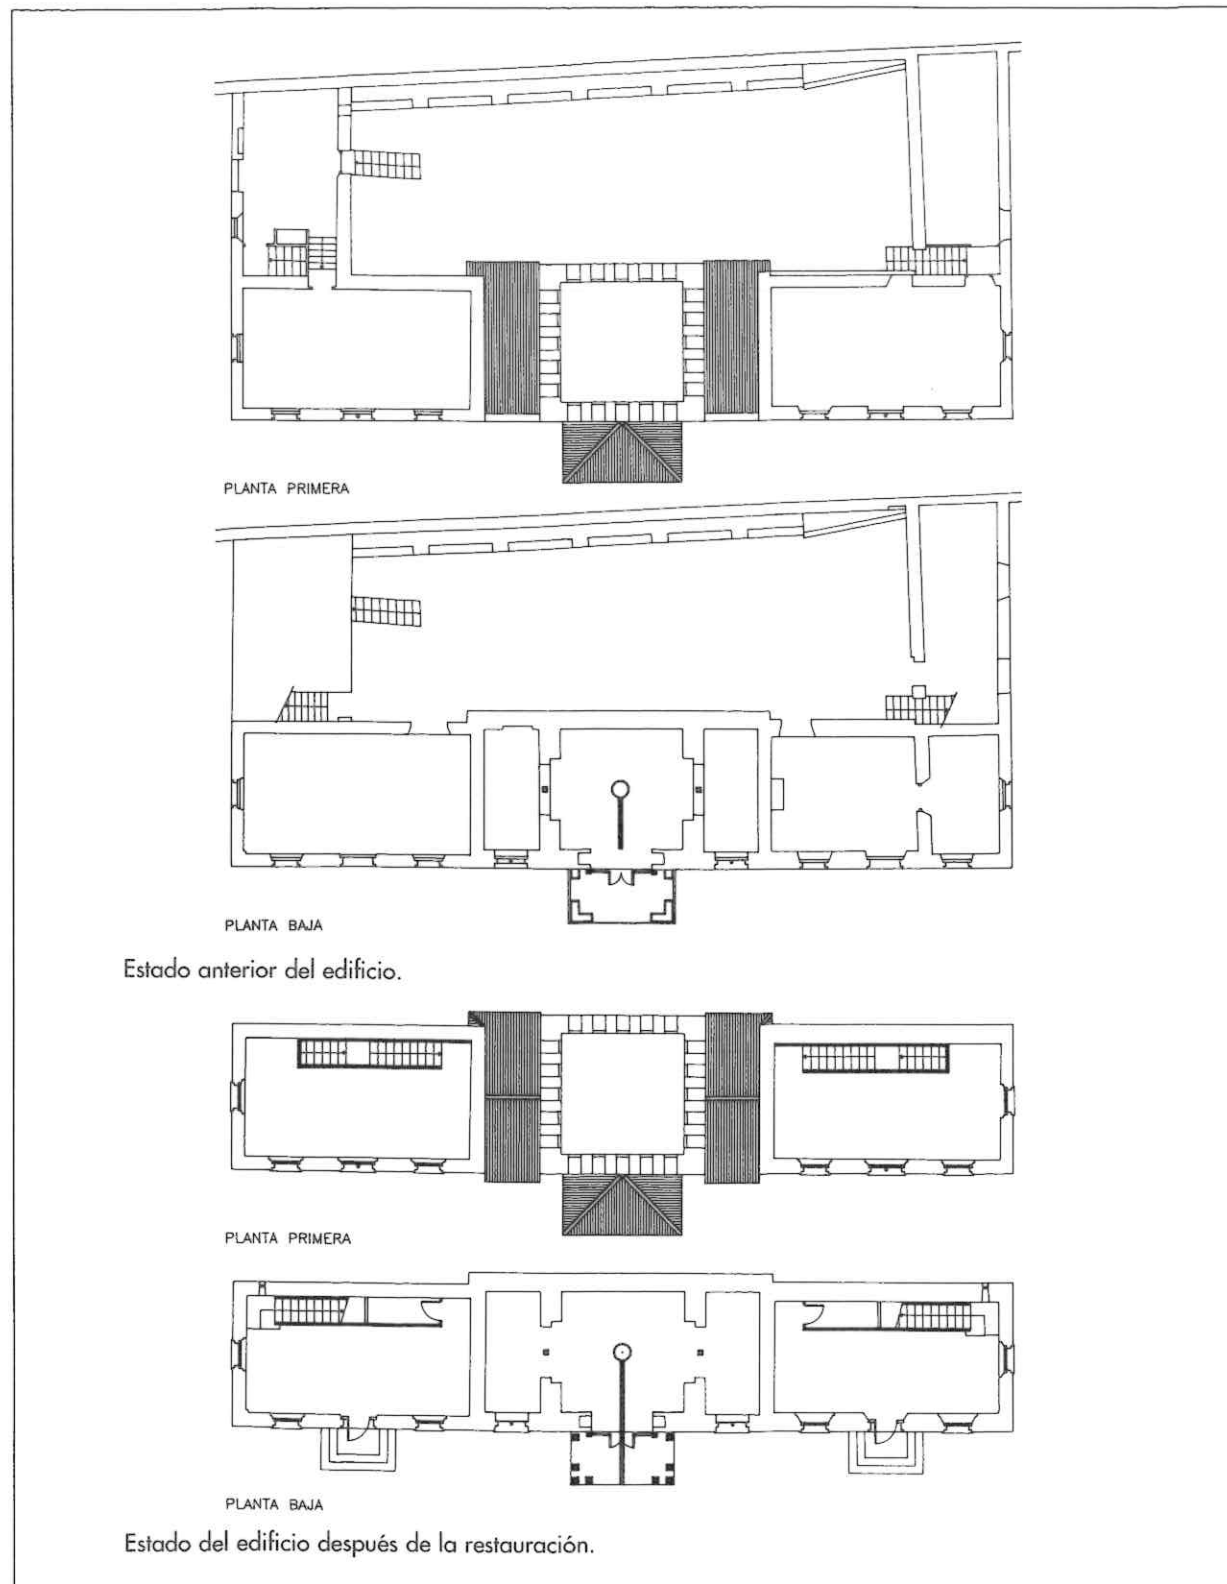 PLANTA PRIMERA
PLANTA BAJA
Estado anterior del edificio.
PLANTA PRIMERA
PLANTA BAJA
Estado del edificio después de la restauración.